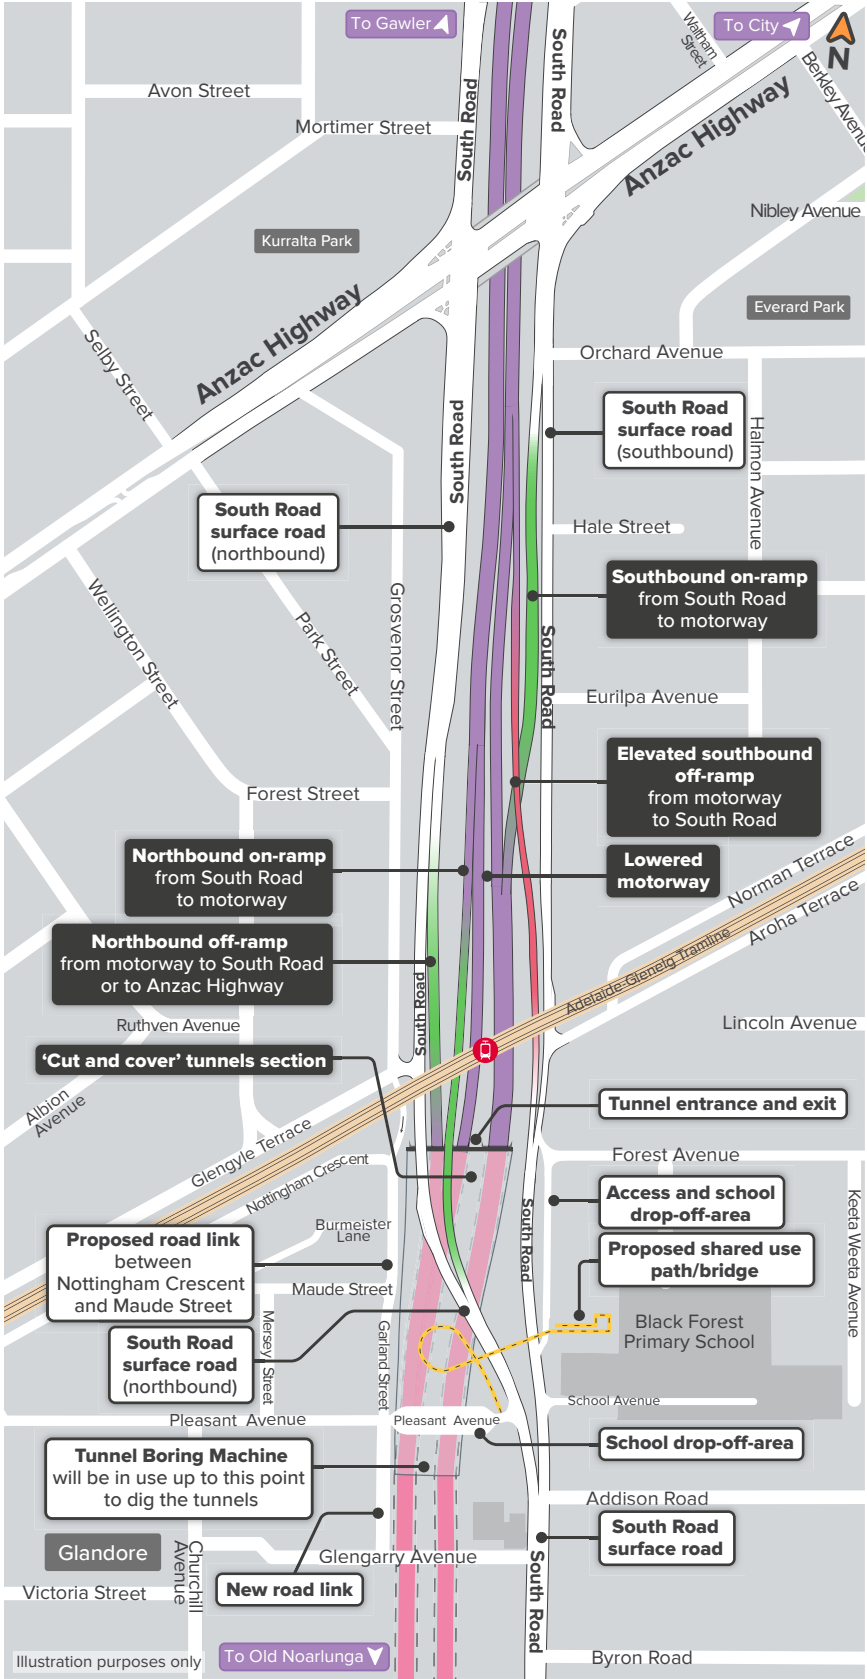 To Gawler
To City
N
Waltham
Street
Berkley Avenue
South Road
South Road
Avon Street
Mortimer Street
Anzac Highway
Nibley Avenue
Kurralta Park
Everard Park
Anzac Highway
Selby Street
Orchard Avenue
South Road
South Road
surface road
(southbound)
Halmon Avenue
South Road
surface road
(northbound)
Hale Street
Wellington Street
Park Street
Grosvenor Street
Southbound on-ramp
from South Road
to motorway
South Road
Eurilpa Avenue
Elevated southbound
off-ramp
from motorway
to South Road
Forest Street
Northbound on-ramp
from South Road
to motorway
Lowered
motorway
Norman Terrace
Aroha Terrace
Northbound off-ramp
from motorway to South Road
or to Anzac Highway
Adelaide-Glenelg Tramline
South Road
Ruthven Avenue
Lincoln Avenue
'Cut and cover' tunnels section
Albion
Avenue
Tunnel entrance and exit
Glengyle Terrace
Nottingham Crescent
Forest Avenue
Access and school
drop-off-area
South Road
Keeta Weeta Avenue
Burmeister
Lane
Proposed road link
between
Nottingham Crescent
and Maude Street
Proposed shared use
path/bridge
Maude Street
Mersey Street
Garland Street
Black Forest
Primary School
South Road
surface road
(northbound)
School Avenue
Pleasant Avenue
Pleasant Avenue
School drop-off-area
Tunnel Boring Machine
will be in use up to this point
to dig the tunnels
Addison Road
South Road
surface road
Glandore
Churchill
Avenue
Glengarry Avenue
South Road
Victoria Street
New road link
Illustration purposes only
To Old Noarlunga
Byron Road